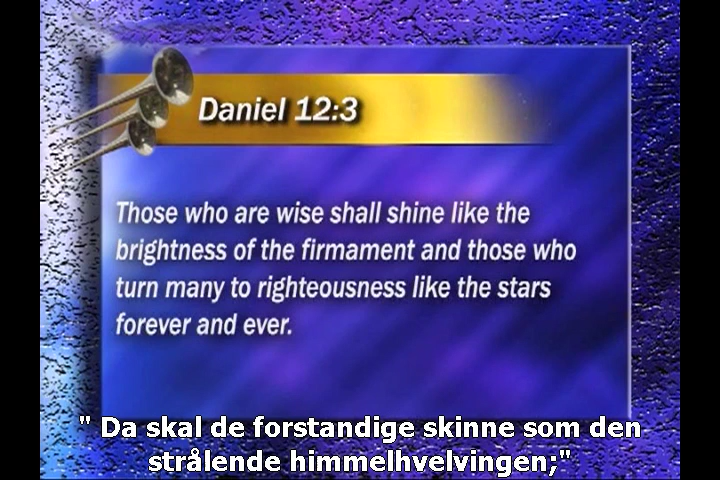 Daniel 12:3
Those who are wise shall shine like the
brightness of the firmament and those who
turn many to righteousness like the stars
forever and ever.
" Da skal de forstandige skinne som den
strålende himmelhvelvingen;"